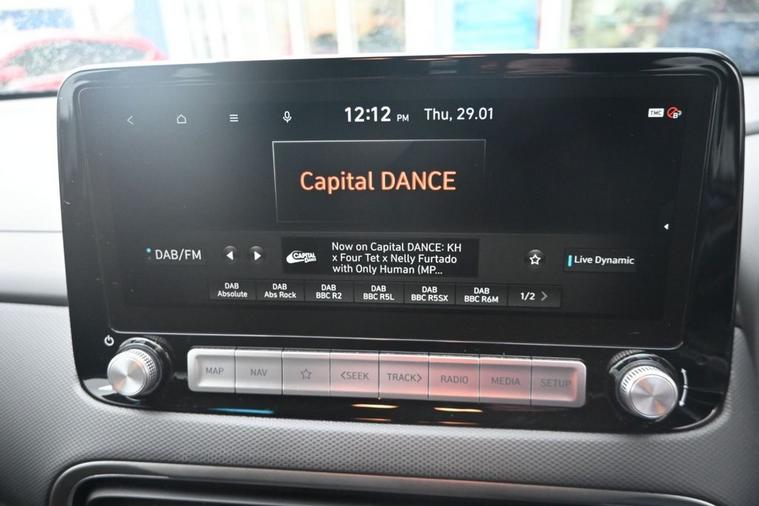 12:12 PM Thu, 29.01
TMC
Capital DANCE
DAB/FM
CAPITAL
Now on Capital DANCE: KH
x Four Tet x Nelly Furtado
with Only Human (MP...
Live Dynamic
DAB
Absolute
DAB
Abs Rock
DAB
BBC R2
DAB
BBC R5L
DAB
BBC R5SX
DAB
BBC R6M
1/2 >
MAP
NAV
<SEEK
TRACK>
RADIO
MEDIA
SETUP